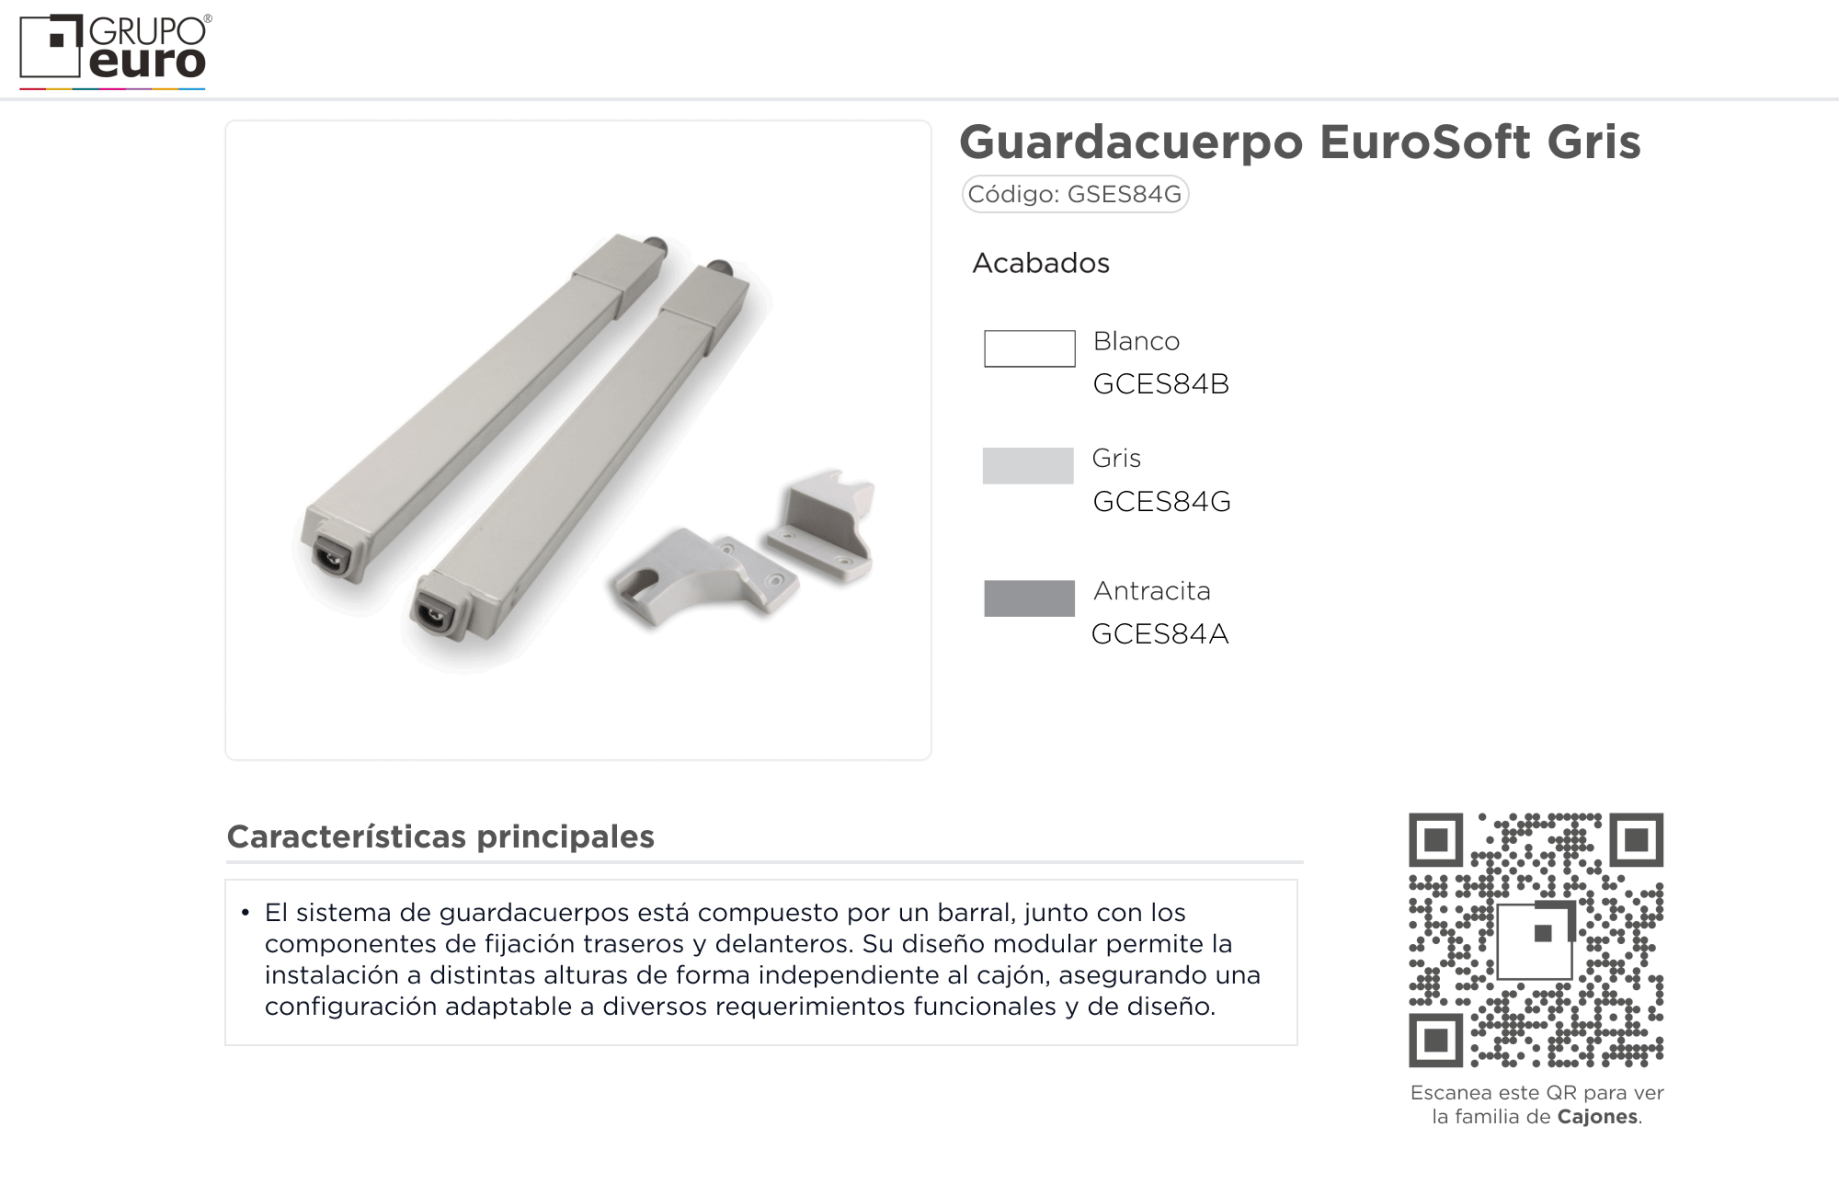 GRUPO®
euro
Guardacuerpo EuroSoft Gris
Código: GSES84G
Acabados
Blanco
GCES84B
Gris
GCES84G
Antracita
GCES84A
Características principales
• El sistema de guardacuerpos está compuesto por un barral, junto con los
componentes de fijación traseros y delanteros. Su diseño modular permite la
instalación a distintas alturas de forma independiente al cajón, asegurando una
configuración adaptable a diversos requerimientos funcionales y de diseño.
Escanea este QR para ver
la familia de Cajones.